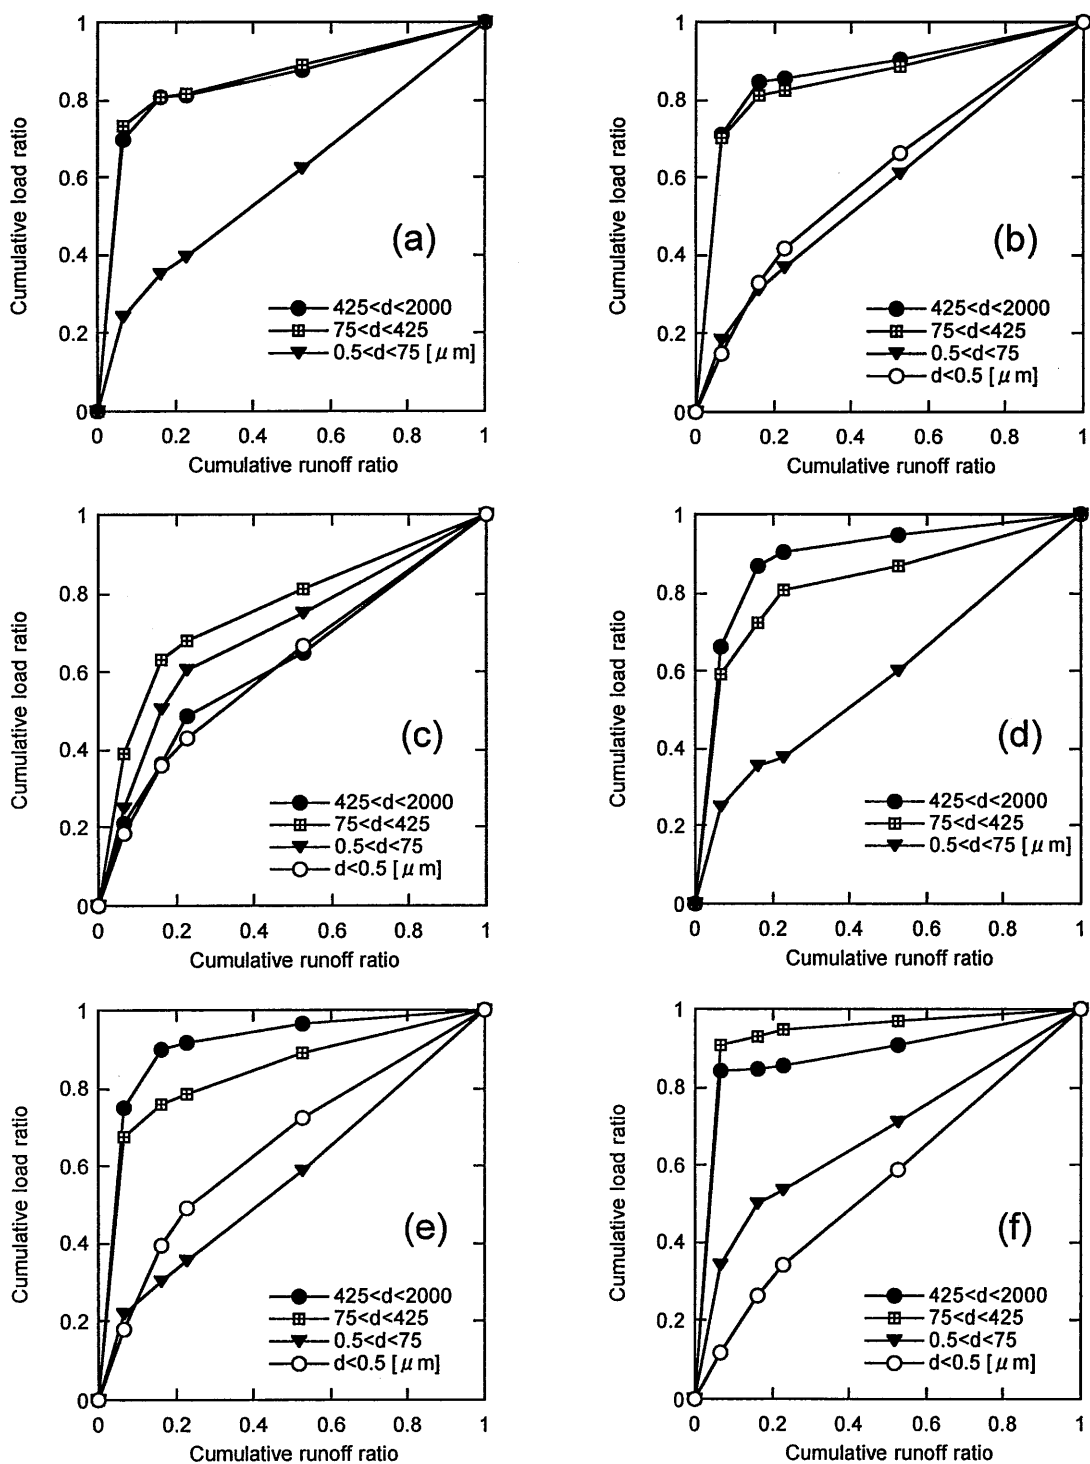 1
0.8
0.6
0.4
0.2
0
Cumulative load ratio
(a)
425<d<2000
75<d<425
0.5<d<75 [μm]
0 0.2 0.4 0.6 0.8 1
Cumulative runoff ratio
1
0.8
0.6
0.4
0.2
0
Cumulative load ratio
(b)
425<d<2000
75<d<425
0.5<d<75
d<0.5 [μm]
0 0.2 0.4 0.6 0.8 1
Cumulative runoff ratio
1
0.8
0.6
0.4
0.2
0
Cumulative load ratio
(c)
425<d<2000
75<d<425
0.5<d<75
d<0.5 [μm]
0 0.2 0.4 0.6 0.8 1
Cumulative runoff ratio
1
0.8
0.6
0.4
0.2
0
Cumulative load ratio
(d)
425<d<2000
75<d<425
0.5<d<75 [μm]
0 0.2 0.4 0.6 0.8 1
Cumulative runoff ratio
1
0.8
0.6
0.4
0.2
0
Cumulative load ratio
(e)
425<d<2000
75<d<425
0.5<d<75
d<0.5 [μm]
0 0.2 0.4 0.6 0.8 1
Cumulative runoff ratio
1
0.8
0.6
0.4
0.2
0
Cumulative load ratio
(f)
425<d<2000
75<d<425
0.5<d<75
d<0.5 [μm]
0 0.2 0.4 0.6 0.8 1
Cumulative runoff ratio